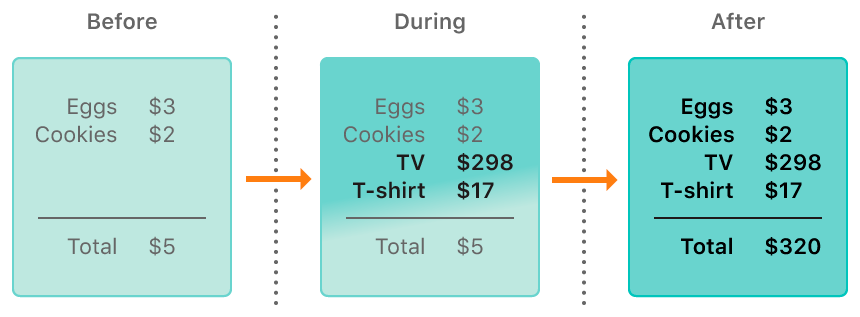 Before
Eggs $3
Cookies $2
Total $5
During
Eggs $3
Cookies $2
TV $298
T-shirt $17
Total $5
After
Eggs $3
Cookies $2
TV $298
T-shirt $17
Total $320